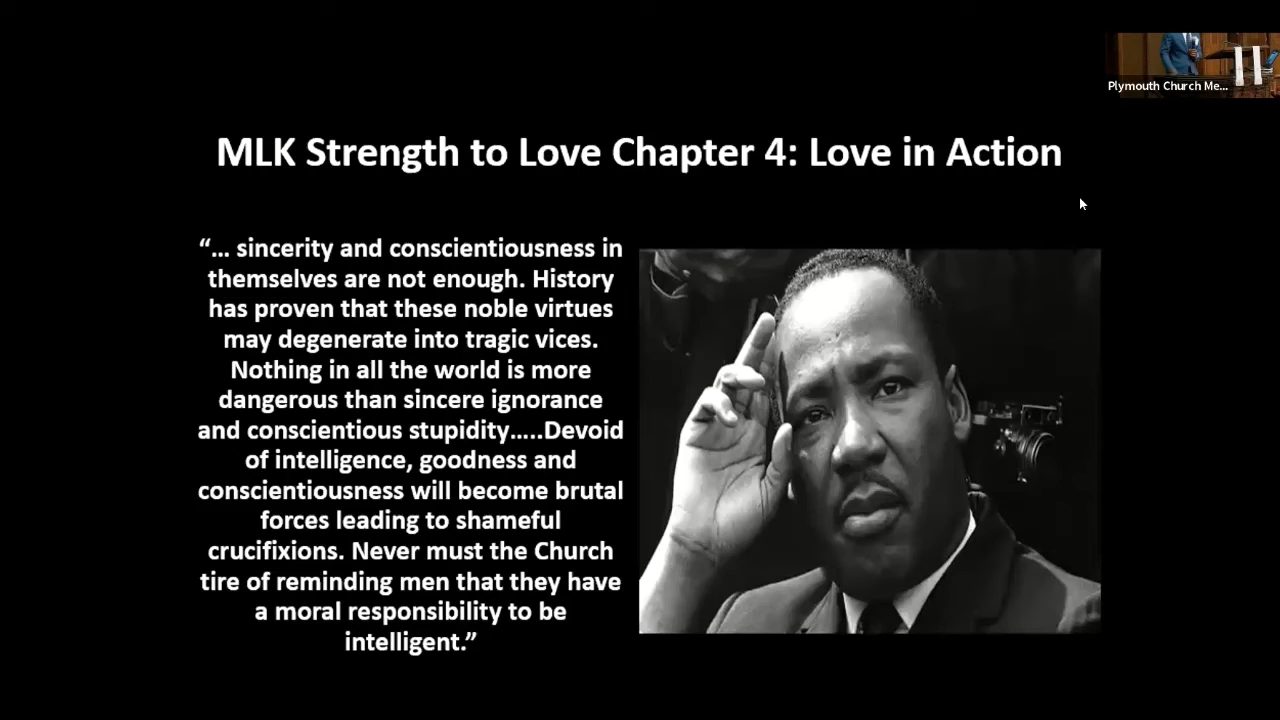 Plymouth Church Me...
MLK Strength to Love Chapter 4: Love in Action
“... sincerity and conscientiousness in
themselves are not enough. History
has proven that these noble virtues
may degenerate into tragic vices.
Nothing in all the world is more
dangerous than sincere ignorance
and conscientious stupidity.....Devoid
of intelligence, goodness and
conscientiousness will become brutal
forces leading to shameful
crucifixions. Never must the Church
tire of reminding men that they have
a moral responsibility to be
intelligent.”